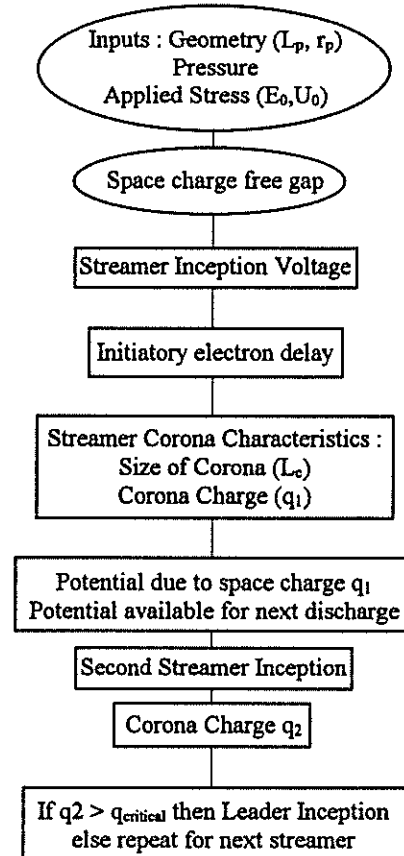 Inputs : Geometry (Lp, rp)
Pressure
Applied Stress (E0,U0)
Space charge free gap
Streamer Inception Voltage
Initiatory electron delay
Streamer Corona Characteristics :
Size of Corona (Lc)
Corona Charge (q1)
Potential due to space charge q1
Potential available for next discharge
Second Streamer Inception
Corona Charge q2
If q2 > qcritical then Leader Inception
else repeat for next streamer